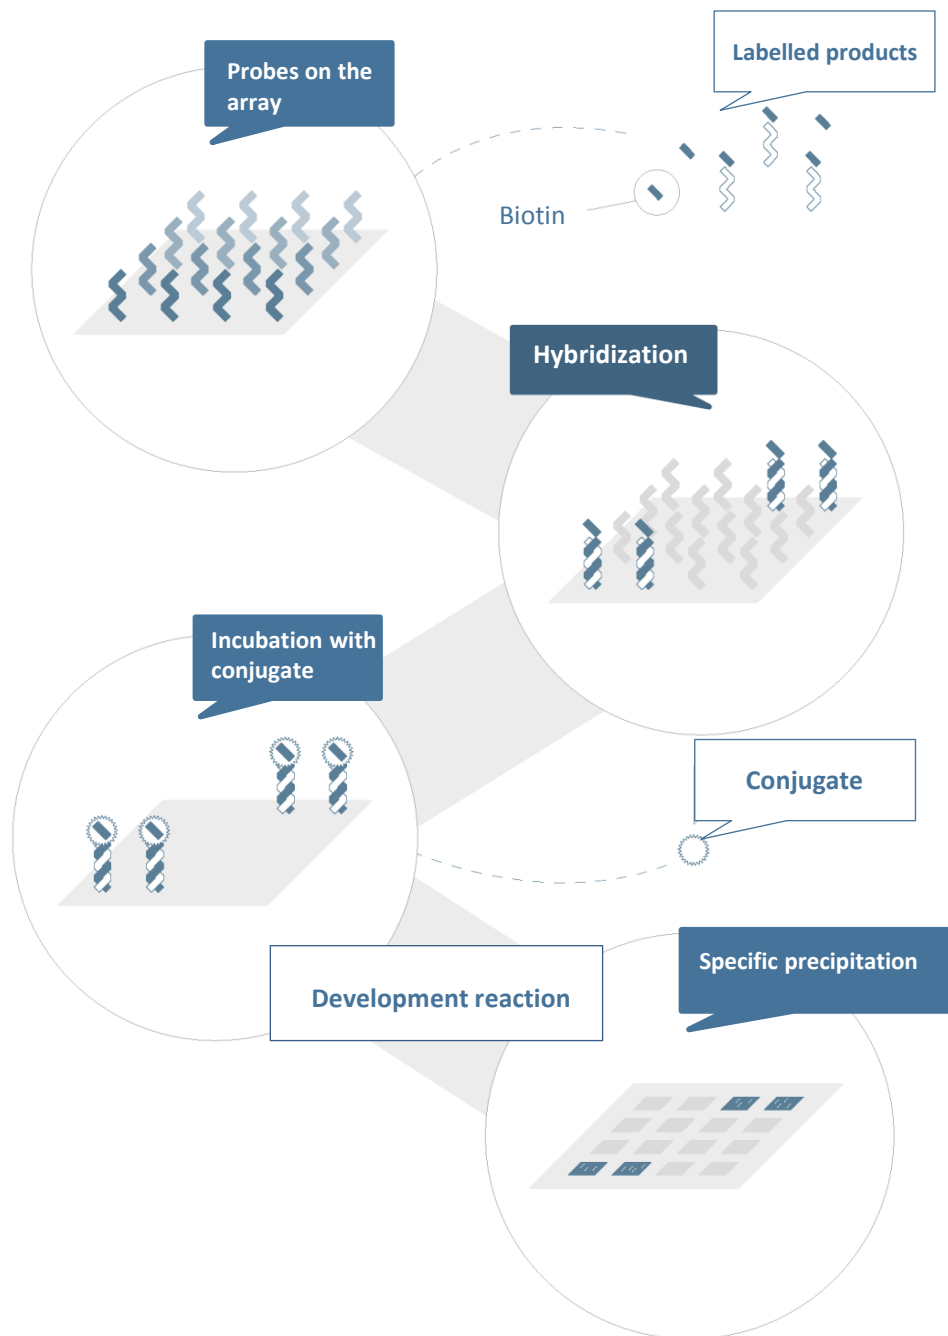 Probes on the
array
Labelled products
Biotin
Hybridization
Incubation with
conjugate
Conjugate
Development reaction
Specific precipitation